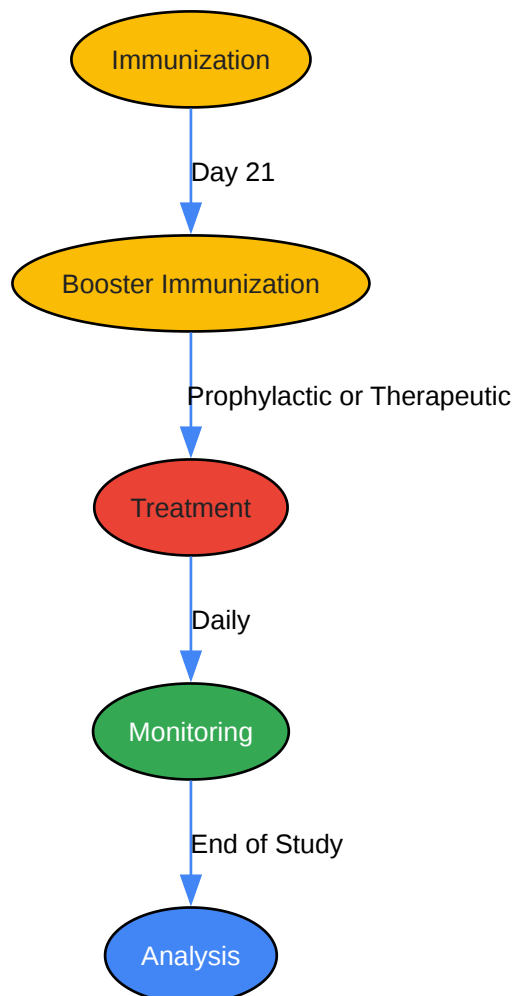 Immunization
Day 21
Booster Immunization
Prophylactic or Therapeutic
Treatment
Daily
Monitoring
End of Study
Analysis